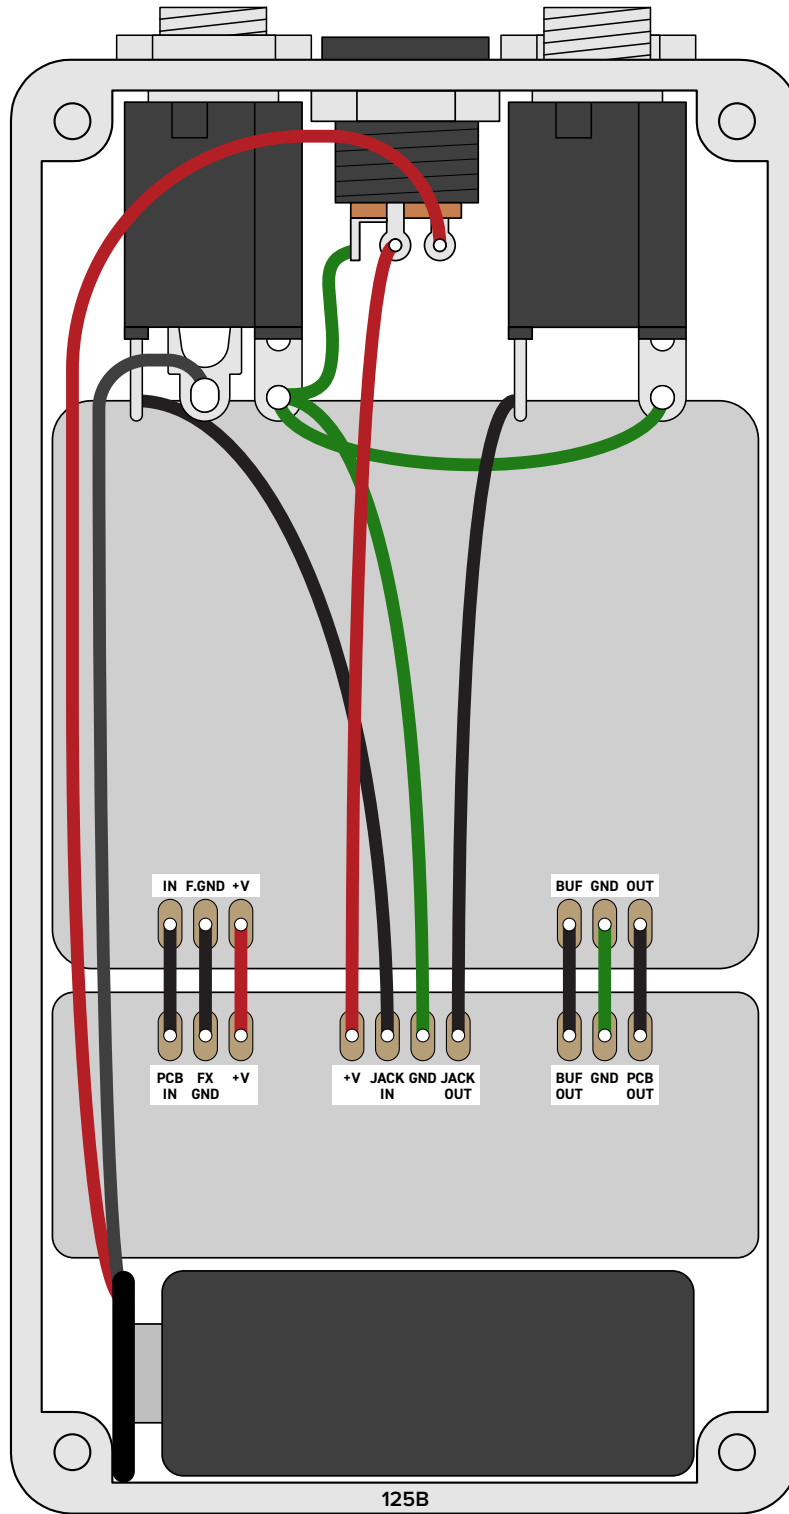 IN F.GND +V
BUF GND OUT
PCB IN
FX GND
+V
+V
JACK IN
GND
JACK OUT
BUF OUT
GND
PCB OUT
125B